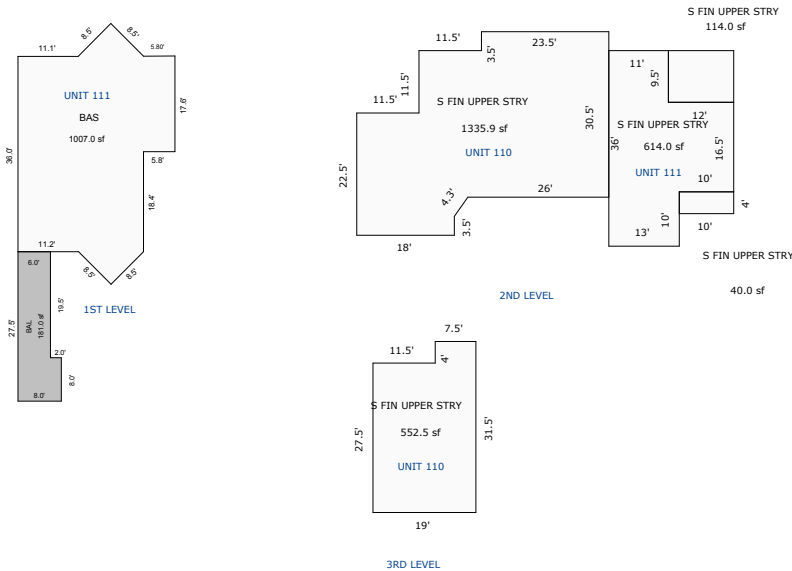 S FIN UPPER STRY
114.0 sf
8.5'
8.5'
11.1'
5.80'
UNIT 111
BAS
1007.0 sf
17.6'
36.0'
5.8'
18.4'
11.2'
8.5'
8.5'
6.0'
19.5'
27.5'
BAL
181.0 sf
2.0'
8.0'
8.0'
1ST LEVEL
11.5'
23.5'
3.5'
11.5'
11.5'
S FIN UPPER STRY
1335.9 sf
UNIT 110
30.5'
22.5'
4.3'
26'
3.5'
18'
11'
9.5'
12'
S FIN UPPER STRY
614.0 sf
36'
16.5'
UNIT 111
10'
4'
10'
10'
13'
S FIN UPPER STRY
40.0 sf
2ND LEVEL
7.5'
11.5'
4'
S FIN UPPER STRY
552.5 sf
27.5'
31.5'
UNIT 110
19'
3RD LEVEL